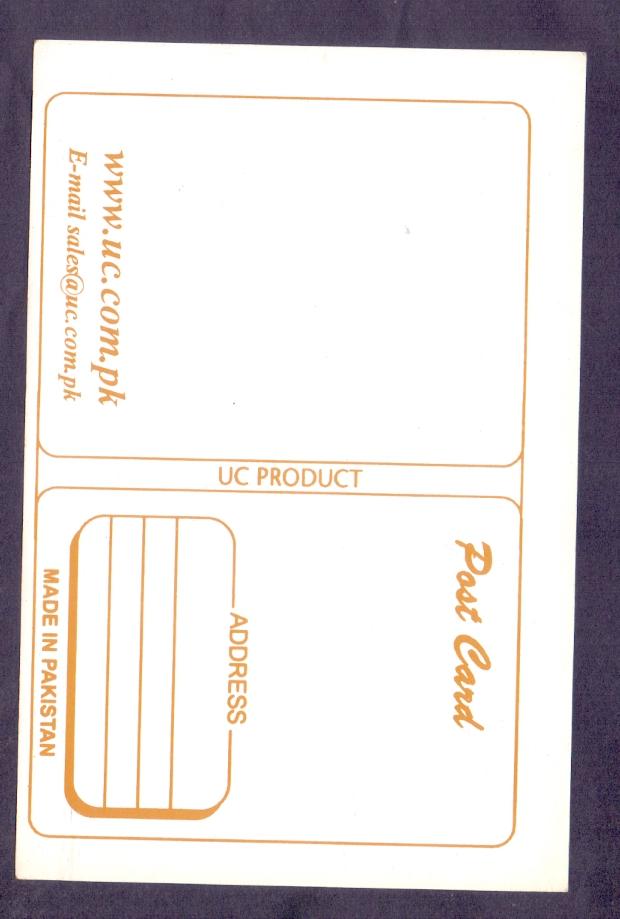 www.uc.com.pk
E-mail sales@uc.com.pk
UC PRODUCT
Post Card
ADDRESS
MADE IN PAKISTAN